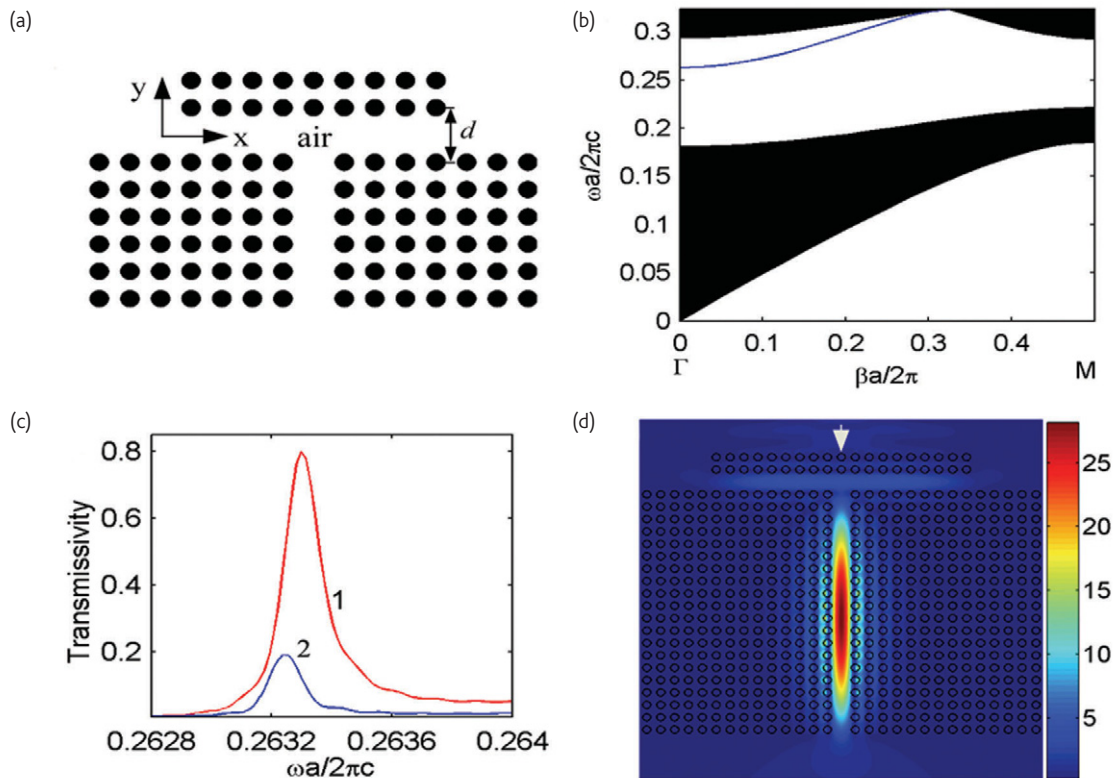 (a)
y
x
air
d
(b)
ωa/2πc
0.3
0.25
0.2
0.15
0.1
0.05
0
0 0.1 0.2 0.3 0.4
Γ M
βa/2π
(c)
Transmissivity
0.8
0.6
0.4
0.2
1
2
0.2628 0.2632 0.2636 0.264
ωa/2πc
(d)
25
20
15
10
5